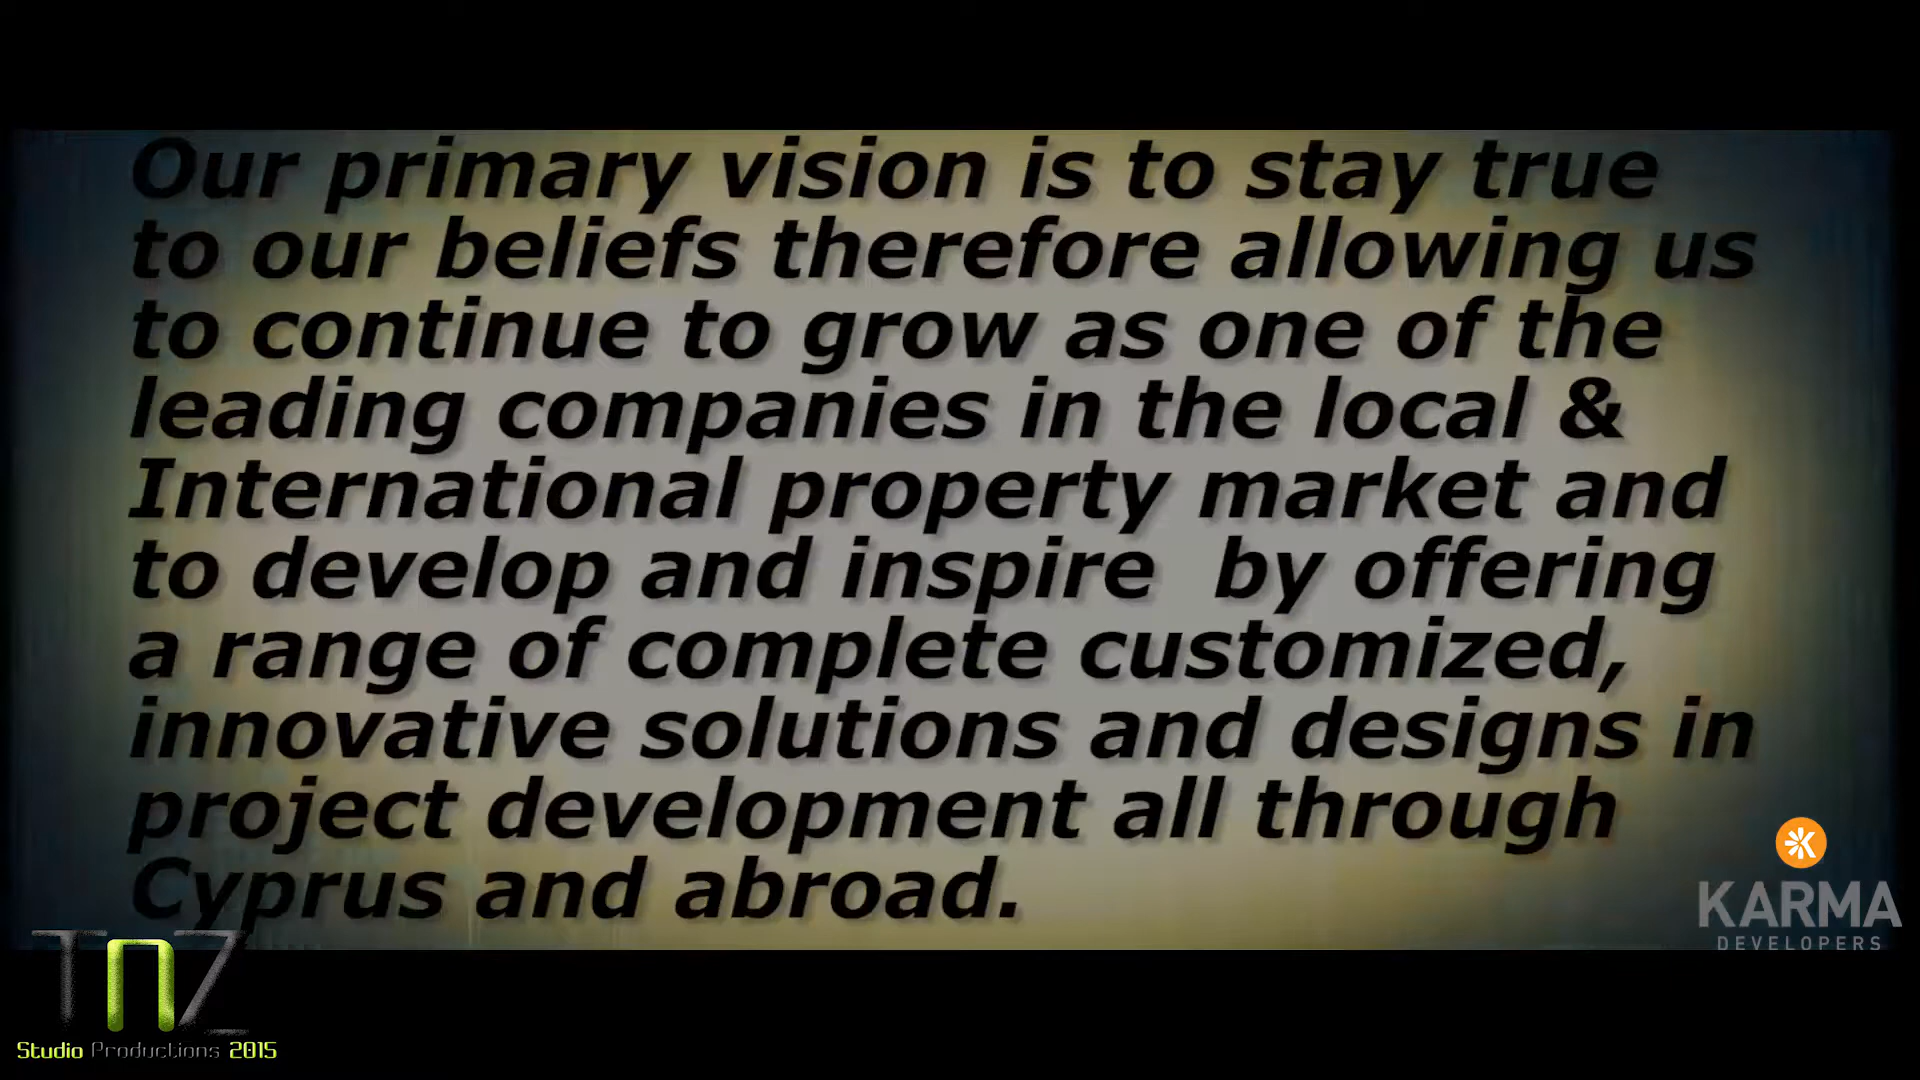 Our primary vision is to stay true
to our beliefs therefore allowing us
to continue to grow as one of the
leading companies in the local &
International property market and
to develop and inspire  by offering
a range of complete customized,
innovative solutions and designs in
project development all through
Cyprus and abroad.
KARMA
DEVELOPERS
TnZ
Studio Productions 2015